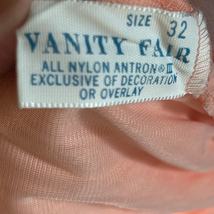 SIZE 32
VANITY FAIR
ALL NYLON ANTRON® III
EXCLUSIVE OF DECORATION
OR OVERLAY